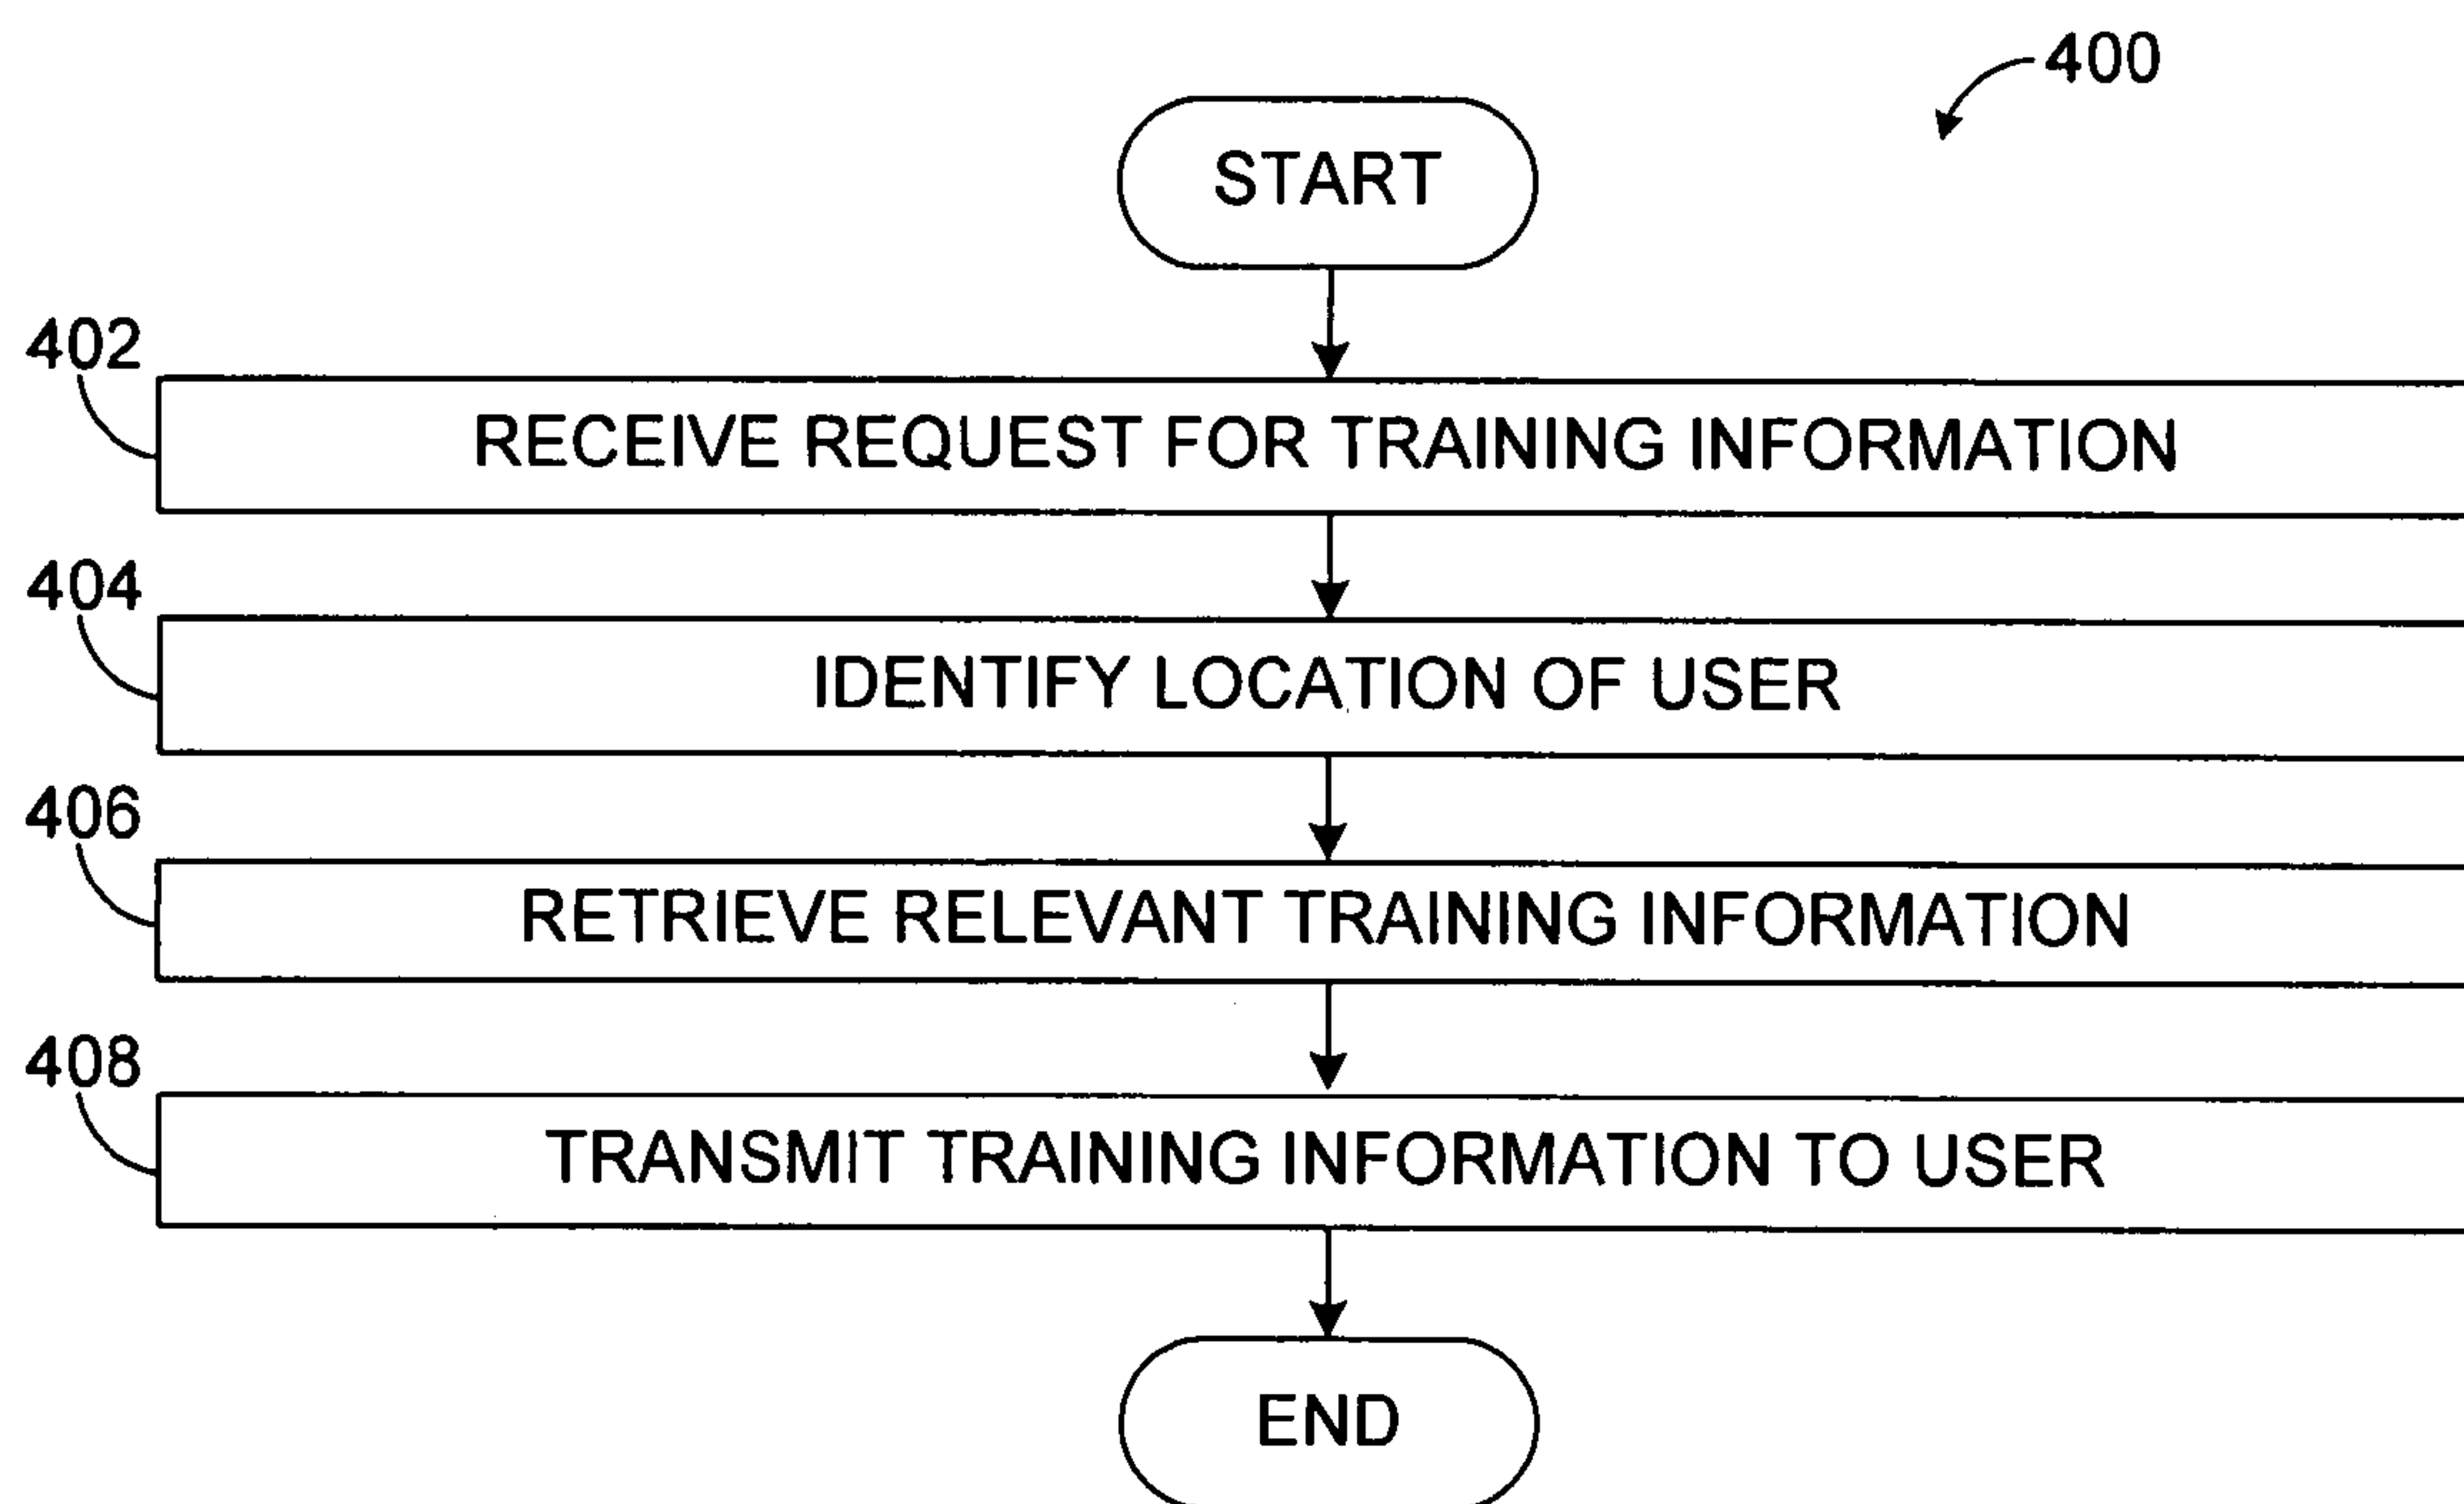 400
START
402
RECEIVE REQUEST FOR TRAINING INFORMATION
404
IDENTIFY LOCATION OF USER
406
RETRIEVE RELEVANT TRAINING INFORMATION
408
TRANSMIT TRAINING INFORMATION TO USER
END